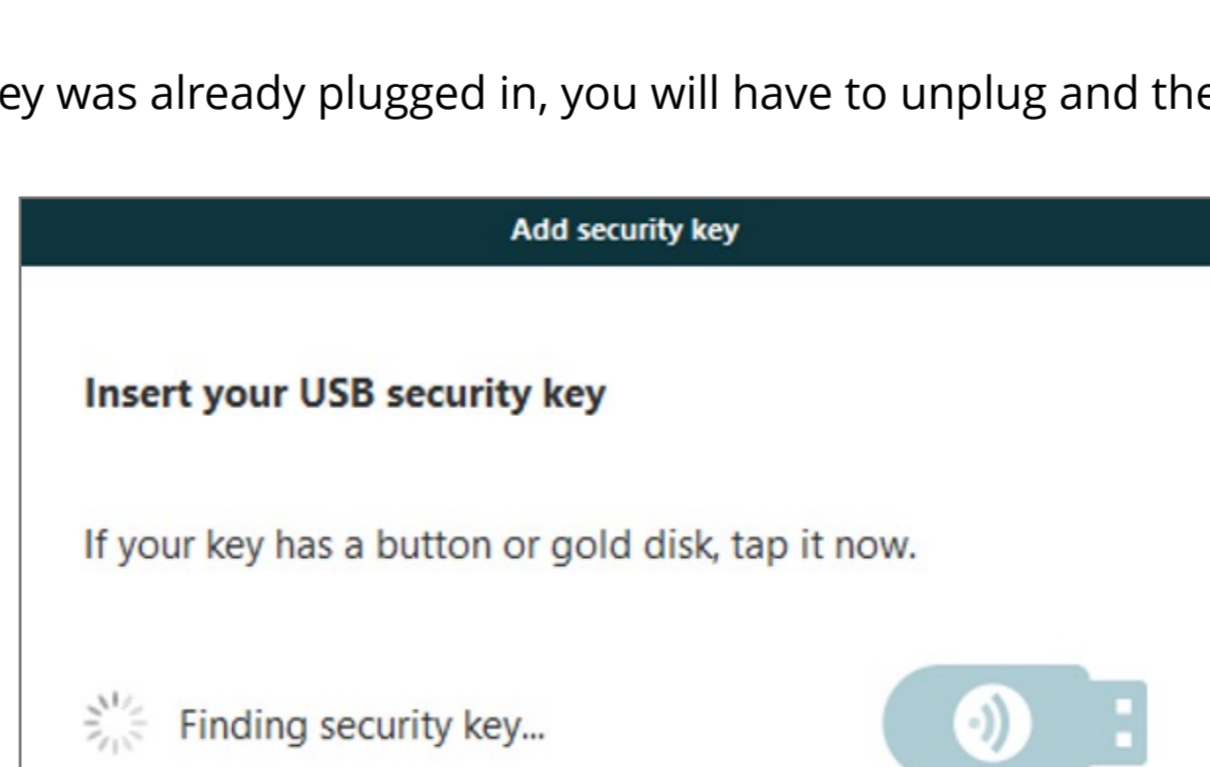 ey was already plugged in, you will have to unplug and the
Add security key
Insert your USB security key
If your key has a button or gold disk, tap it now.
Finding security key...